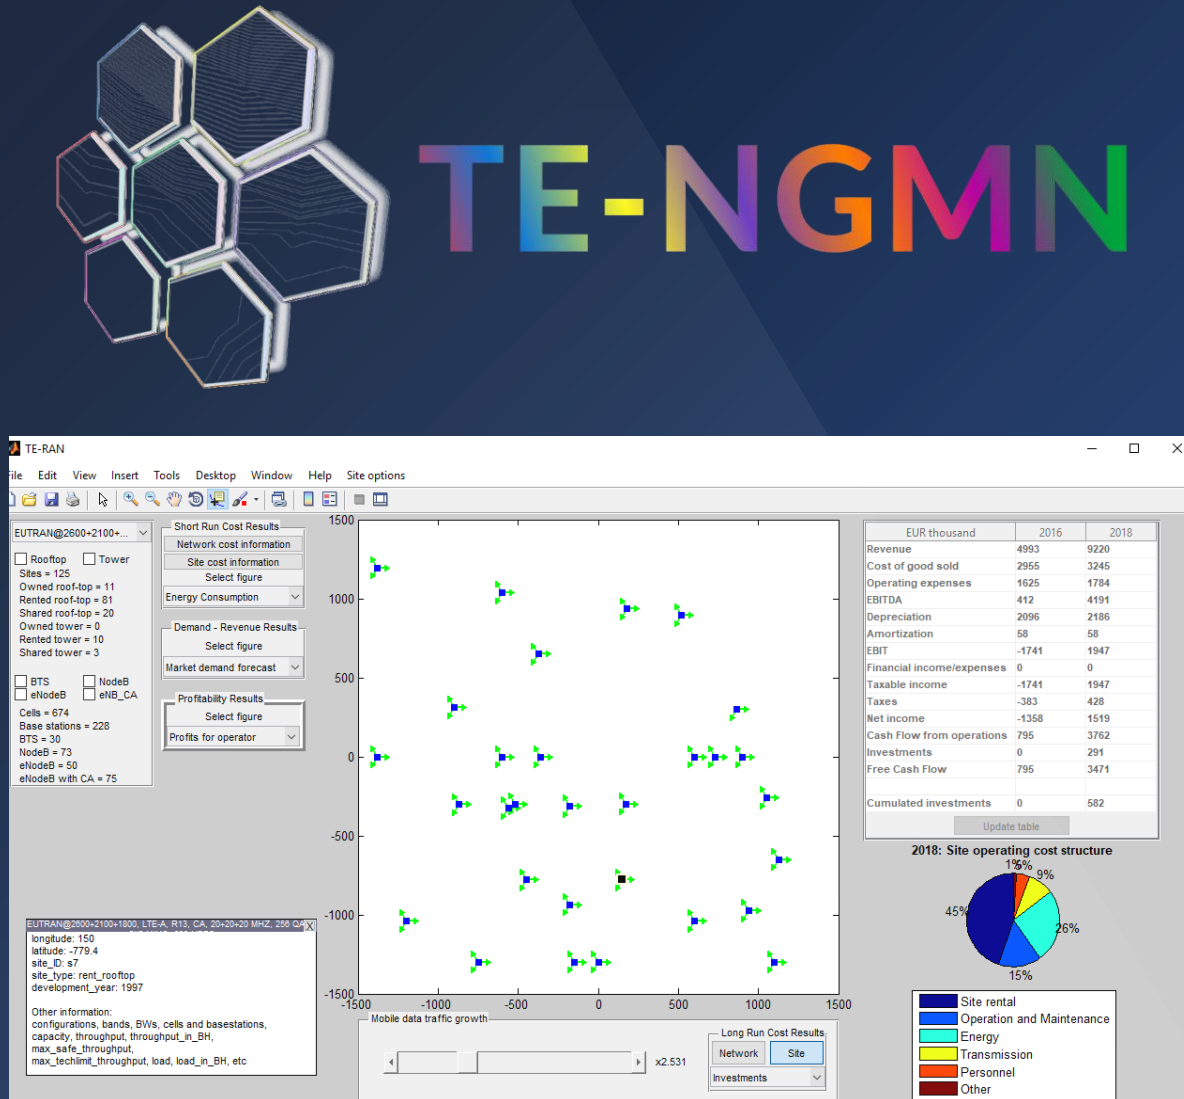 TE-NGMN
TE-RAN
File Edit View Insert Tools Desktop Window Help Site options
EUTRAN@2600+2100+...
Rooftop Tower
Sites = 125
Owned roof-top = 11
Rented roof-top = 81
Shared roof-top = 20
Owned tower = 0
Rented tower = 10
Shared tower = 3
BTS NodeB
eNodeB eNB_CA
Cells = 674
Base stations = 228
BTS = 30
NodeB = 73
eNodeB = 50
eNodeB with CA = 75
Short Run Cost Results
Network cost information
Site cost information
Select figure
Energy Consumption
Demand - Revenue Results
Select figure
Market demand forecast
Profitability Results
Select figure
Profits for operator
1500
1000
500
0
-500
-1000
-1500
-1500 -1000 -500 0 500 1000 1500
EUR thousand 2016 2018
Revenue 4993 9220
Cost of good sold 2955 3245
Operating expenses 1625 1784
EBITDA 412 4191
Depreciation 2096 2186
Amortization 58 58
EBIT -1741 1947
Financial income/expenses 0 0
Taxable income -1741 1947
Taxes -383 428
Net income -1358 1519
Cash Flow from operations 795 3762
Investments 0 291
Free Cash Flow 795 3471
Cumulated investments 0 582
Update table
2018: Site operating cost structure
1%
9%
45%
26%
15%
Site rental
Operation and Maintenance
Energy
Transmission
Personnel
Other
EUTRAN@2600+2100+1800, LTE-A, R13, CA, 20+20+20 MHZ, 256 QA X
longitude: 150
latitude: -779.4
site_ID: s7
site_type: rent_rooftop
development_year: 1997
Other information:
configurations, bands, BWs, cells and basestations,
capacity, throughput, throughput_in_BH,
max_safe_throughput,
max_techlimit_throughput, load, load_in_BH, etc
Mobile data traffic growth
x2.531
Long Run Cost Results
Network Site
Investments